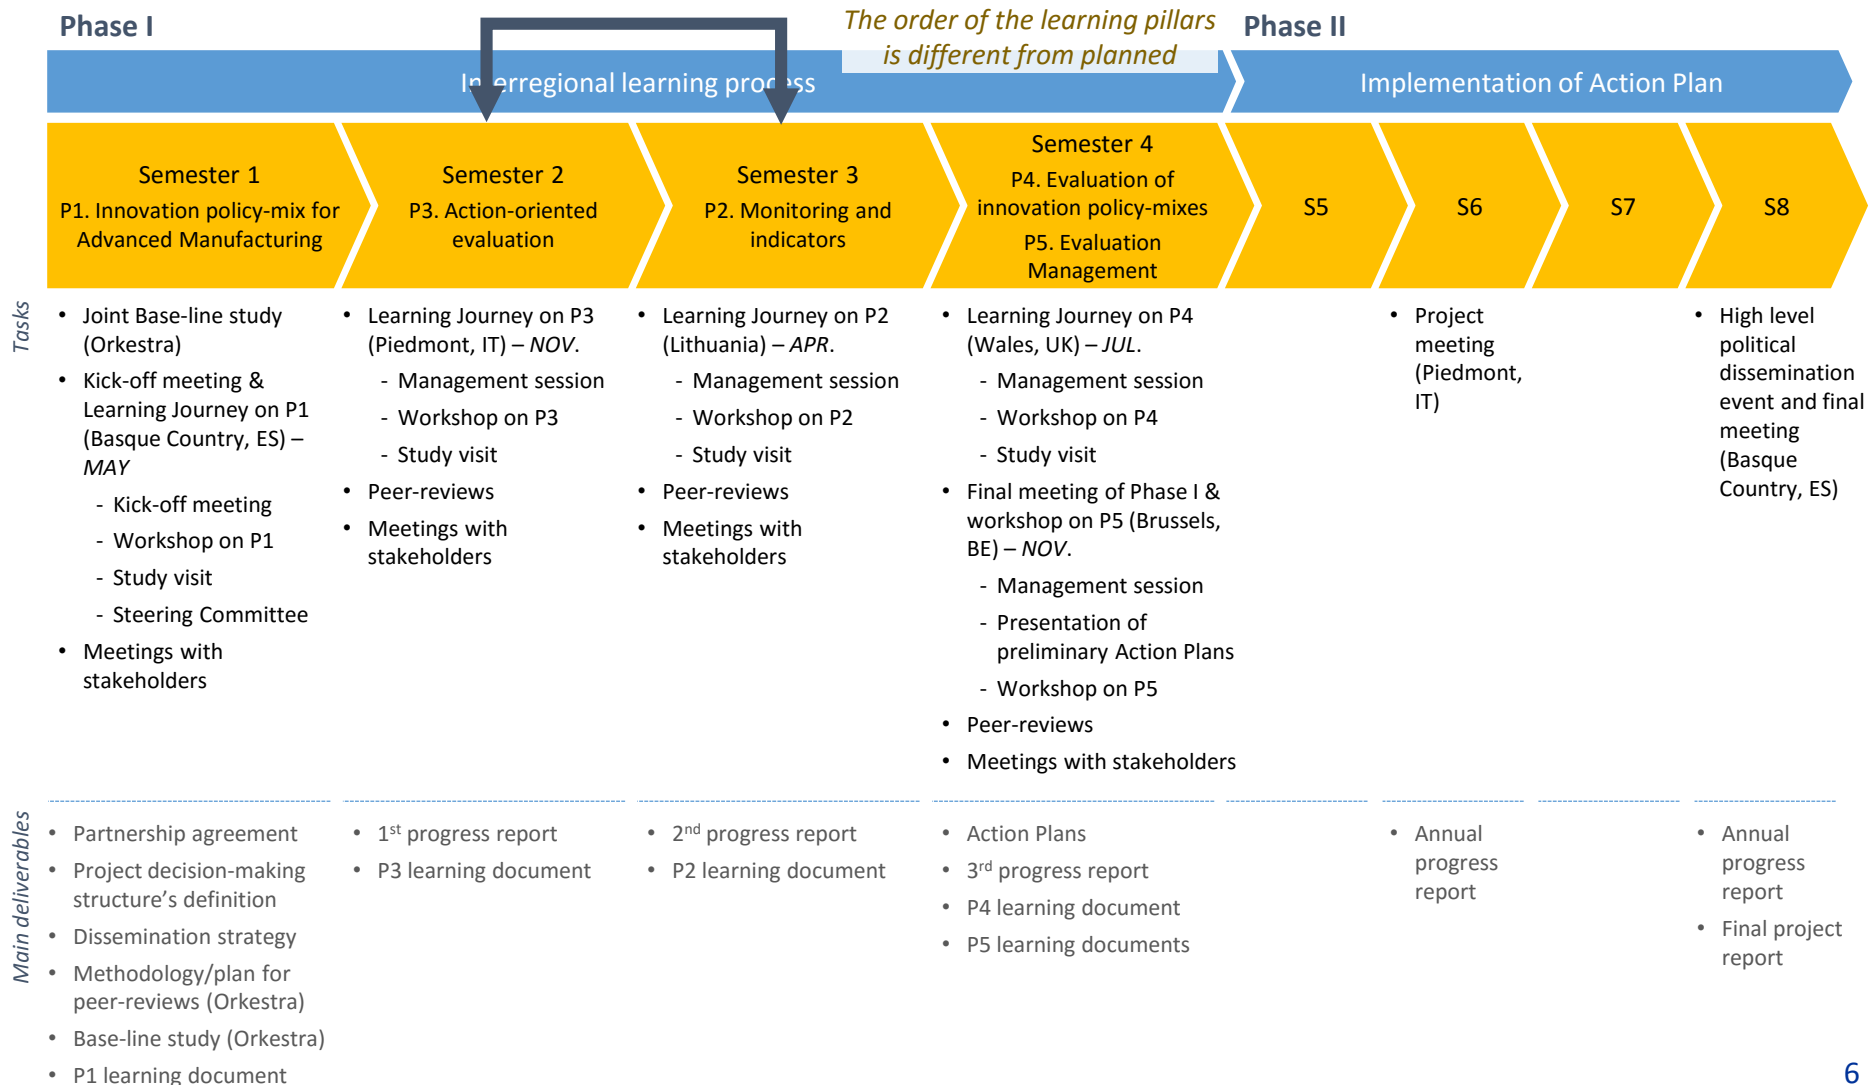 Phase I
The order of the learning pillars
is different from planned
Phase II
Interregional learning process
Implementation of Action Plan
Semester 1
P1. Innovation policy-mix for
Advanced Manufacturing
Semester 2
P3. Action-oriented
evaluation
Semester 3
P2. Monitoring and
indicators
Semester 4
P4. Evaluation of
innovation policy-mixes
P5. Evaluation
Management
S5
S6
S7
S8
Tasks
• Joint Base-line study
(Orkestra)
• Kick-off meeting &
Learning Journey on P1
(Basque Country, ES) –
MAY
- Kick-off meeting
- Workshop on P1
- Study visit
- Steering Committee
• Meetings with
stakeholders
• Learning Journey on P3
(Piedmont, IT) – NOV.
- Management session
- Workshop on P3
- Study visit
• Peer-reviews
• Meetings with
stakeholders
• Learning Journey on P2
(Lithuania) – APR.
- Management session
- Workshop on P2
- Study visit
• Peer-reviews
• Meetings with
stakeholders
• Learning Journey on P4
(Wales, UK) – JUL.
- Management session
- Workshop on P4
- Study visit
• Final meeting of Phase I &
workshop on P5 (Brussels,
BE) – NOV.
- Management session
- Presentation of
preliminary Action Plans
- Workshop on P5
• Peer-reviews
• Meetings with stakeholders
• Project
meeting
(Piedmont,
IT)
• High level
political
dissemination
event and final
meeting
(Basque
Country, ES)
Main deliverables
• Partnership agreement
• Project decision-making
structure’s definition
• Dissemination strategy
• Methodology/plan for
peer-reviews (Orkestra)
• Base-line study (Orkestra)
• P1 learning document
• 1st progress report
• P3 learning document
• 2nd progress report
• P2 learning document
• Action Plans
• 3rd progress report
• P4 learning document
• P5 learning documents
• Annual
progress
report
• Annual
progress
report
• Final project
report
6